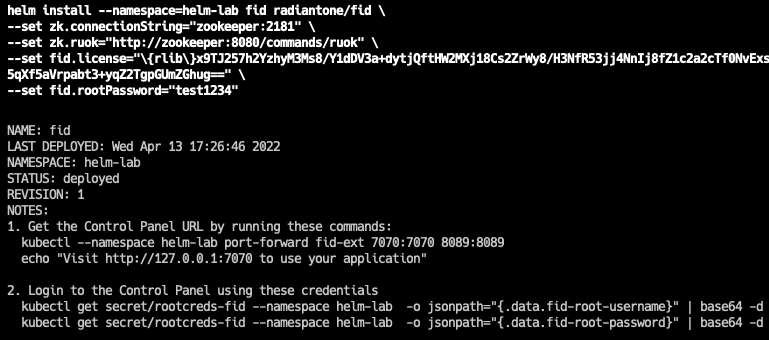 helm install --namespace=helm-lab fid radiantone/fid \
--set zk.connectionString="zookeeper:2181" \
--set zk.ruok="http://zookeeper:8080/commands/ruok" \
--set fid.license="\{rlib\}x9TJ257h2YzhyM3Ms8/Y1dDV3a+dytjQftHW2MXj18Cs2ZrWy8/H3NfR53jj4NnIj8fZ1c2a2cTf0NvExs
5qXf5aVrpabt3+yqZ2TgpGUmZGhug==" \
--set fid.rootPassword="test1234"
NAME: fid
LAST DEPLOYED: Wed Apr 13 17:26:46 2022
NAMESPACE: helm-lab
STATUS: deployed
REVISION: 1
NOTES:
1. Get the Control Panel URL by running these commands:
kubectl --namespace helm-lab port-forward fid-ext 7070:7070 8089:8089
echo "Visit http://127.0.0.1:7070 to use your application"
2. Login to the Control Panel using these credentials
kubectl get secret/rootcreds-fid --namespace helm-lab  -o jsonpath="{.data.fid-root-username}" | base64 -d
kubectl get secret/rootcreds-fid --namespace helm-lab  -o jsonpath="{.data.fid-root-password}" | base64 -d